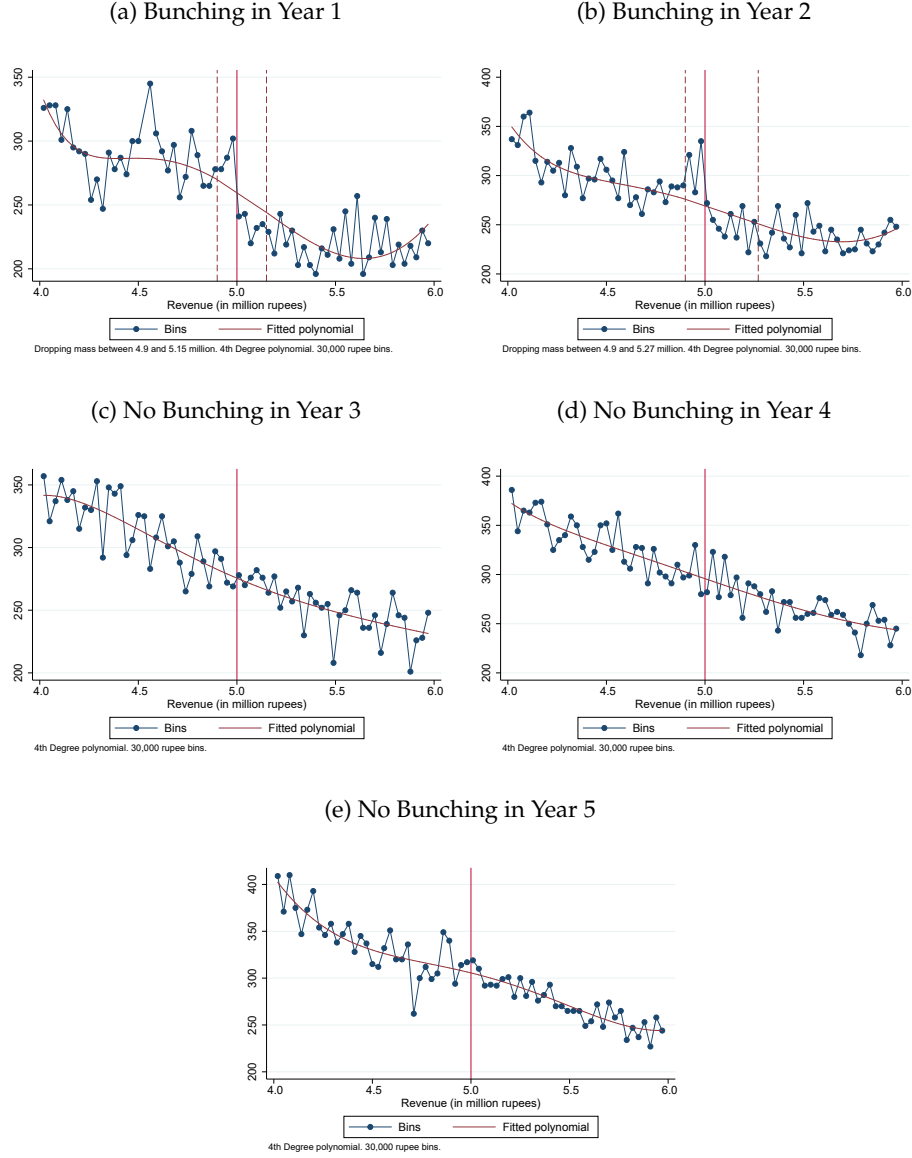 (a) Bunching in Year 1
350
300
250
200
4.0 4.5 5.0 5.5 6.0
Revenue (in million rupees)
Bins Fitted polynomial
Dropping mass between 4.9 and 5.15 million. 4th Degree polynomial. 30,000 rupee bins.
(b) Bunching in Year 2
400
350
300
250
200
4.0 4.5 5.0 5.5 6.0
Revenue (in million rupees)
Bins Fitted polynomial
Dropping mass between 4.9 and 5.27 million. 4th Degree polynomial. 30,000 rupee bins.
(c) No Bunching in Year 3
350
300
250
200
4.0 4.5 5.0 5.5 6.0
Revenue (in million rupees)
Bins Fitted polynomial
4th Degree polynomial. 30,000 rupee bins.
(d) No Bunching in Year 4
400
350
300
250
200
4.0 4.5 5.0 5.5 6.0
Revenue (in million rupees)
Bins Fitted polynomial
4th Degree polynomial. 30,000 rupee bins.
(e) No Bunching in Year 5
400
350
300
250
200
4.0 4.5 5.0 5.5 6.0
Revenue (in million rupees)
Bins Fitted polynomial
4th Degree polynomial. 30,000 rupee bins.